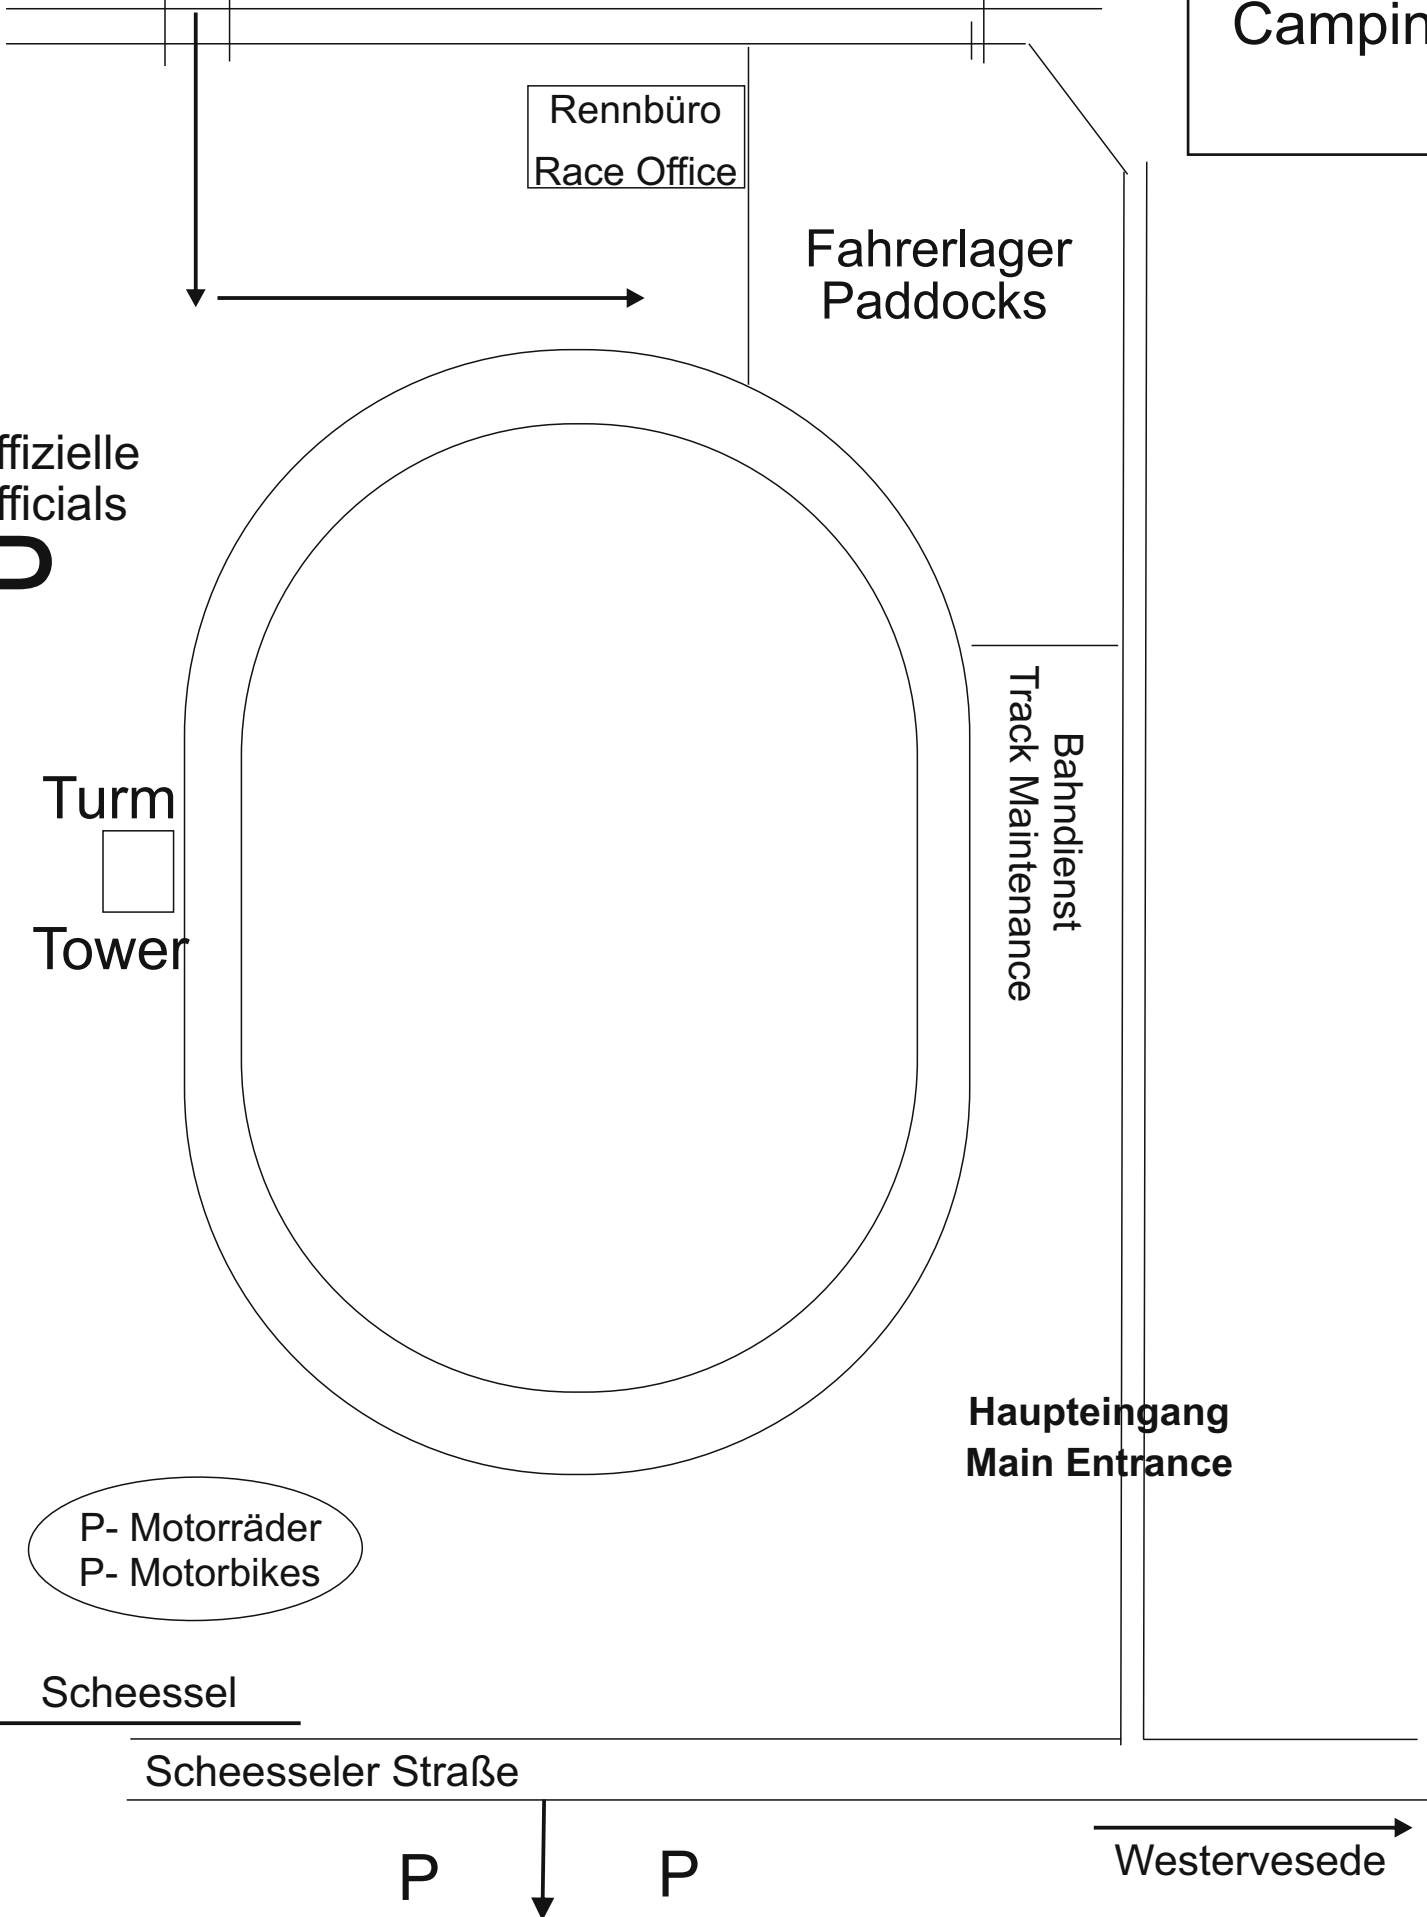 Campin
Rennbüro
Race Office
Fahrerlager
Paddocks
ffizielle
fficials
P
Bahndienst
Track Maintenance
Turm
Tower
Haupteingang
Main Entrance
P- Motorräder
P- Motorbikes
Scheessel
Scheesseler Straße
P P
Westervesede